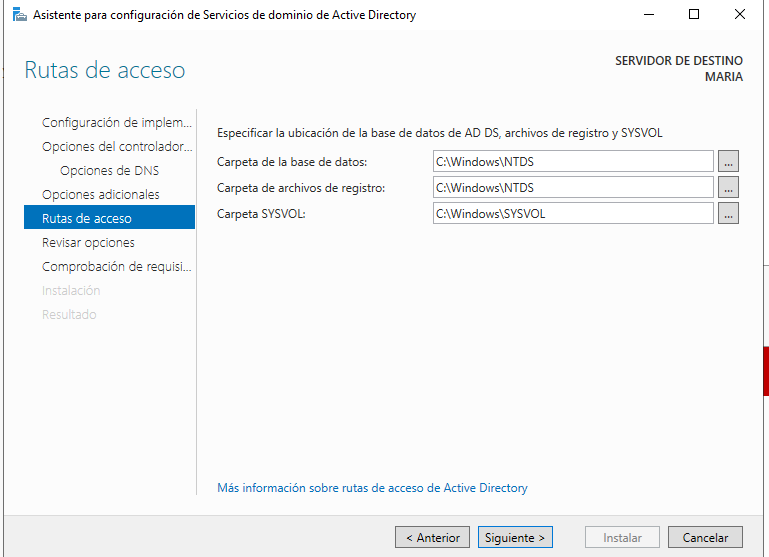 Asistente para configuración de Servicios de dominio de Active Directory
Rutas de acceso
SERVIDOR DE DESTINO
MARIA
Configuración de implem...
Opciones del controlador...
Opciones de DNS
Opciones adicionales
Rutas de acceso
Revisar opciones
Comprobación de requisi...
Instalación
Resultado
Especificar la ubicación de la base de datos de AD DS, archivos de registro y SYSVOL
Carpeta de la base de datos: C:\Windows\NTDS ...
Carpeta de archivos de registro: C:\Windows\NTDS ...
Carpeta SYSVOL: C:\Windows\SYSVOL ...
Más información sobre rutas de acceso de Active Directory
< Anterior Siguiente > Instalar Cancelar